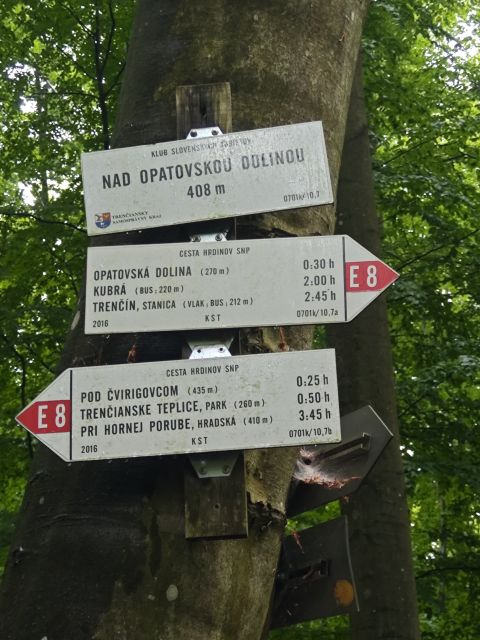 KLUB SLOVENSKÝCH TURISTOV
NAD OPATOVSKOU DOLINOU
408 m
TRENČIANSKY
SAMOSPRÁVNY KRAJ
0701k/10,7
CESTA HRDINOV SNP
OPATOVSKÁ DOLINA (270 m) 0:30 h
KUBRÁ (BUS; 220 m) 2:00 h
TRENČÍN, STANICA (VLAK; BUS; 212 m) 2:45 h
2016 KST 0701k/10,7a
E 8
CESTA HRDINOV SNP
POD ČVIRIGOVCOM (435 m) 0:25 h
TRENČIANSKE TEPLICE, PARK (260 m) 0:50 h
PRI HORNEJ PORUBE, HRADSKÁ (410 m) 3:45 h
2016 KST 0701k/10,7b
E 8